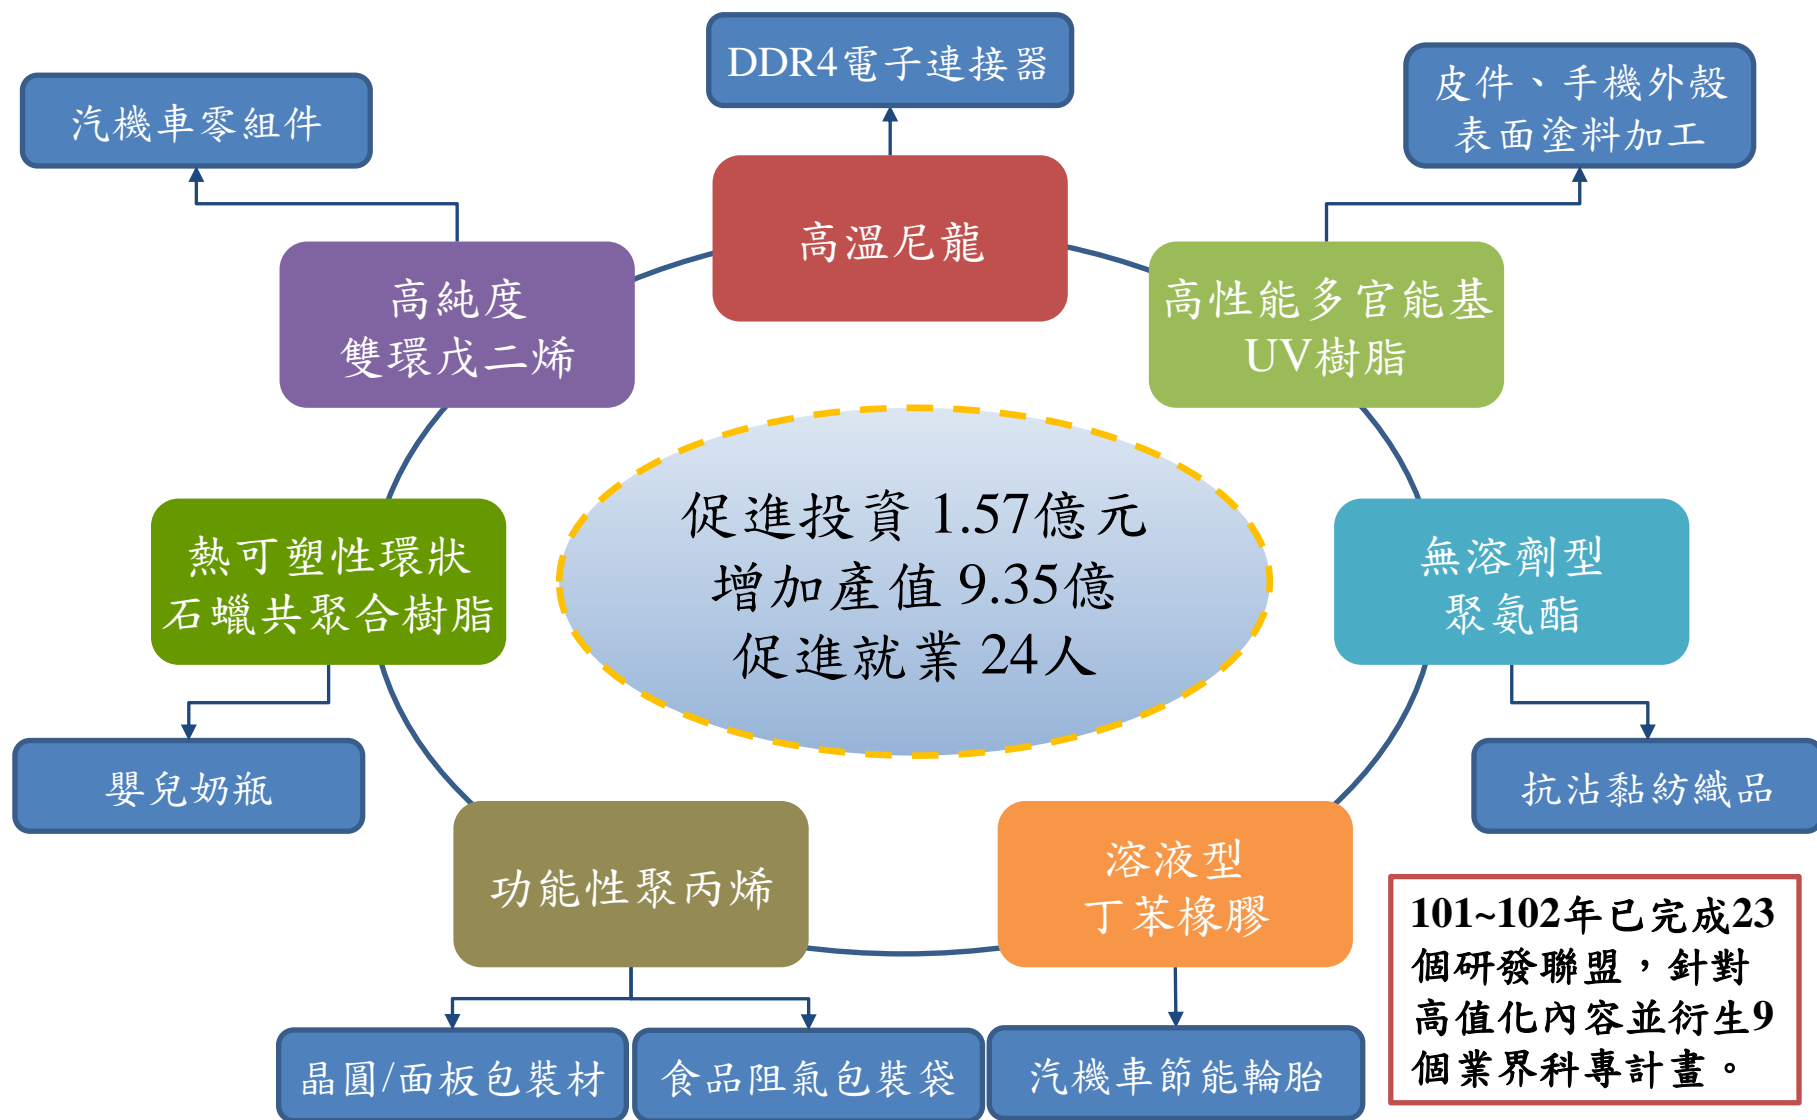 DDR4電子連接器
汽機車零組件
皮件、手機外殼
表面塗料加工
高溫尼龍
高純度
雙環戊二烯
高性能多官能基
UV樹脂
促進投資 1.57億元
增加產值 9.35億
促進就業 24人
熱可塑性環狀
石蠟共聚合樹脂
無溶劑型
聚氨酯
嬰兒奶瓶
抗沾黏紡織品
功能性聚丙烯
溶液型
丁苯橡膠
101~102年已完成23
個研發聯盟，針對
高值化內容並衍生9
個業界科專計畫。
晶圓/面板包裝材
食品阻氣包裝袋
汽機車節能輪胎